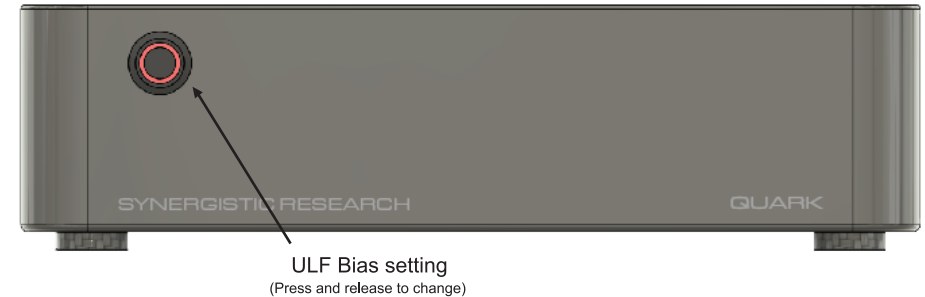 SYNERGISTIC RESEARCH
QUARK
ULF Bias setting
(Press and release to change)